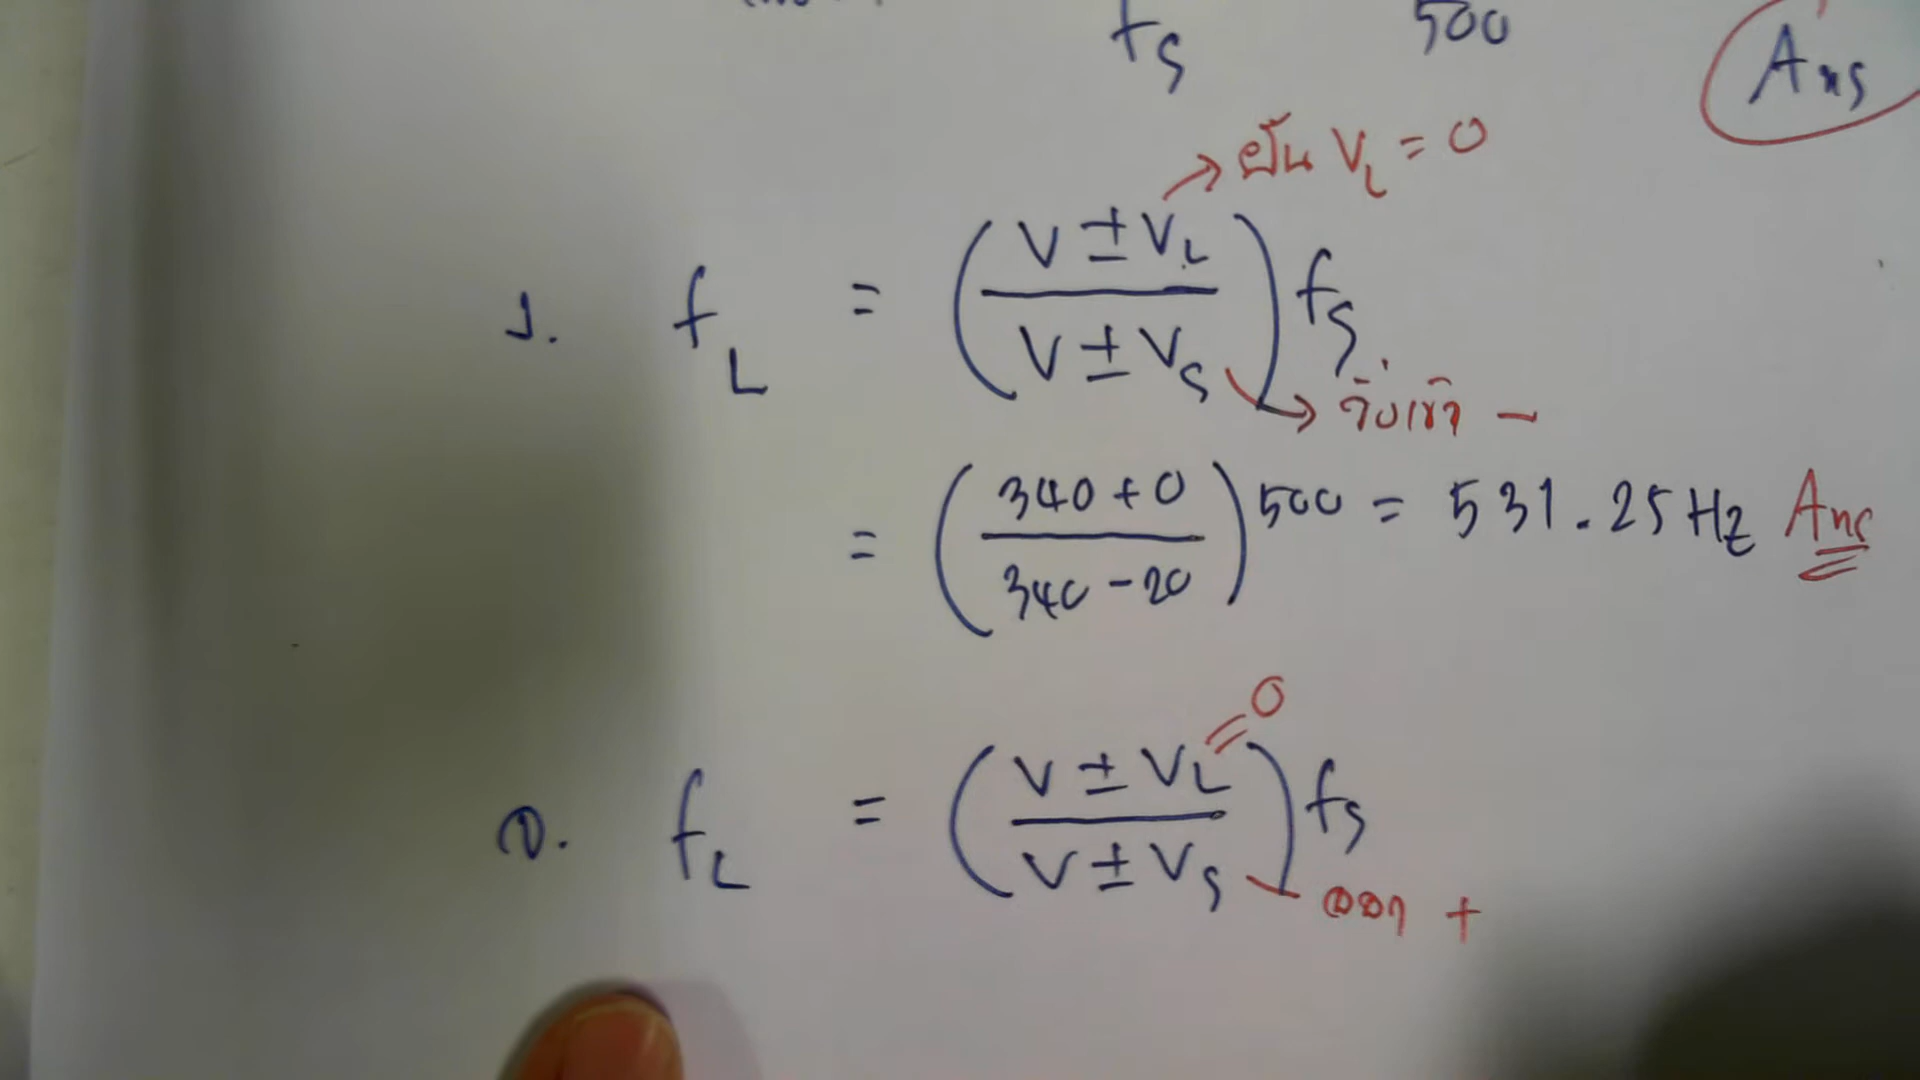 fs 500 Ans
→ ยืน VL = 0
ง. fL = ( V ± VL / V ± Vs ) fs
→ วิ่งเข้า −
= ( 340 + 0 / 340 − 20 ) 500 = 531.25 Hz Ans
= 0
จ. fL = ( V ± VL / V ± Vs ) fs
ออก +